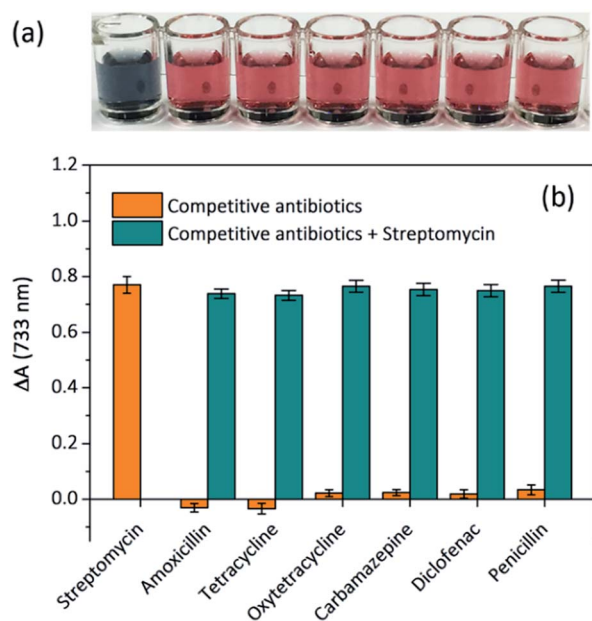 (a)
(b)
1.2
1.0
0.8
0.6
0.4
0.2
0.0
ΔA (733 nm)
Competitive antibiotics
Competitive antibiotics + Streptomycin
Streptomycin
Amoxicillin
Tetracycline
Oxytetracycline
Carbamazepine
Diclofenac
Penicillin